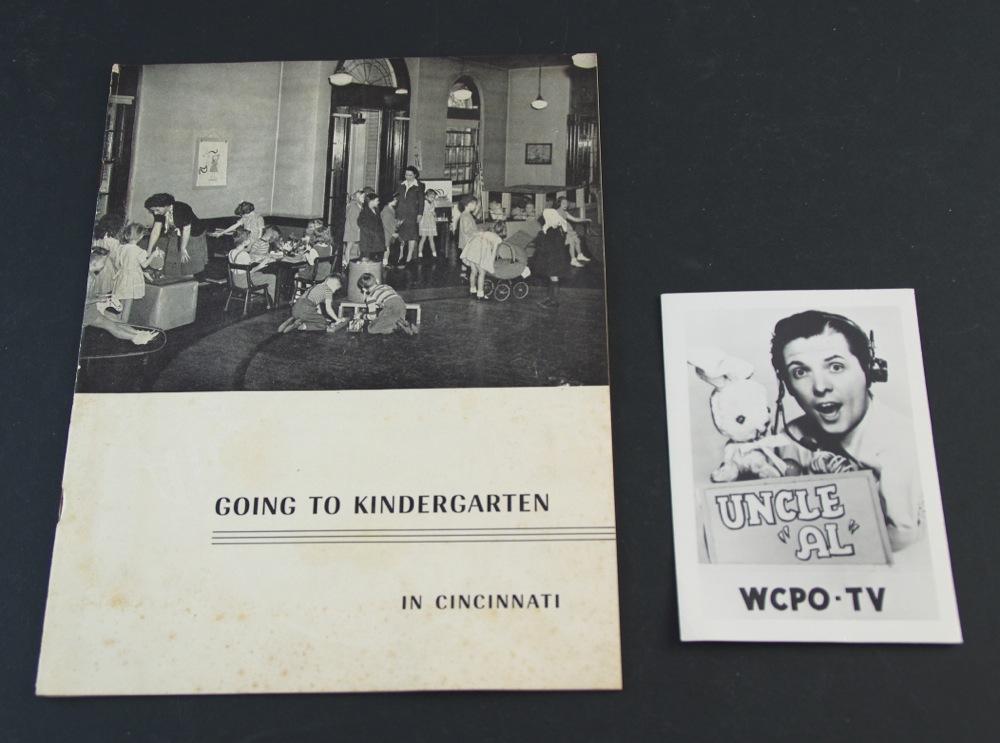 GOING TO KINDERGARTEN
IN CINCINNATI
UNCLE
"AL"
WCPO·TV